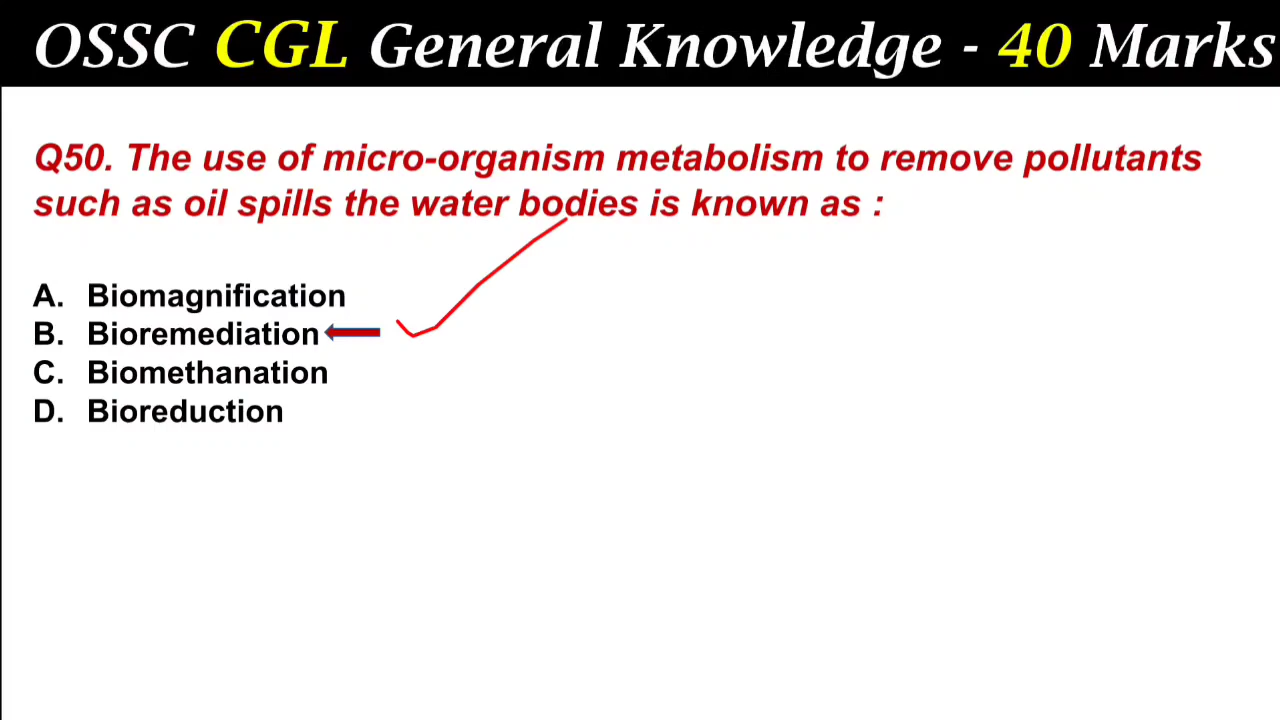 OSSC CGL General Knowledge - 40 Marks
Q50. The use of micro-organism metabolism to remove pollutants
such as oil spills the water bodies is known as :
A. Biomagnification
B. Bioremediation
C. Biomethanation
D. Bioreduction